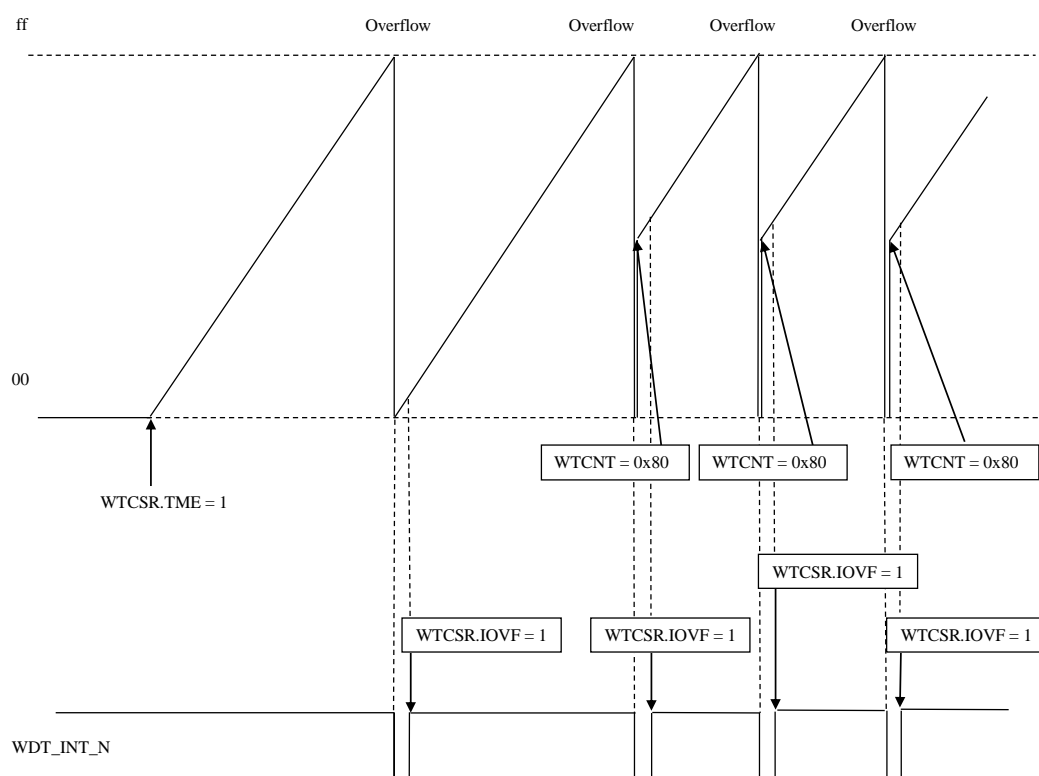 ff
Overflow Overflow Overflow Overflow
00
WTCNT = 0x80 WTCNT = 0x80 WTCNT = 0x80
WTCSR.TME = 1
WTCSR.IOVF = 1
WTCSR.IOVF = 1 WTCSR.IOVF = 1 WTCSR.IOVF = 1
WDT_INT_N